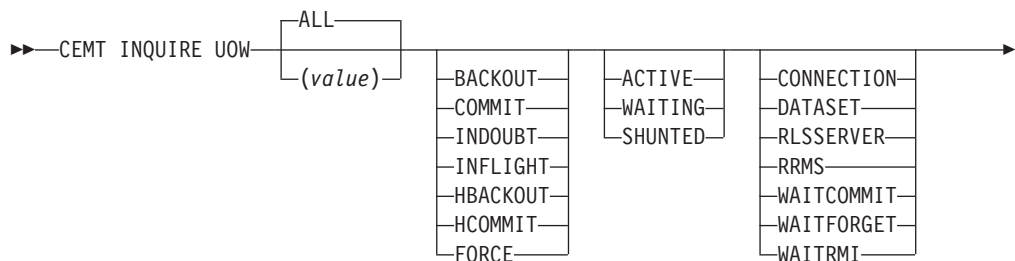 ALL
CEMT INQUIRE UOW
(value)
BACKOUT ACTIVE CONNECTION
COMMIT WAITING DATASET
INDOUBT SHUNTED RLSSERVER
INFLIGHT RRMS
HBACKOUT WAITCOMMIT
HCOMMIT WAITFORGET
FORCE WAITRMI